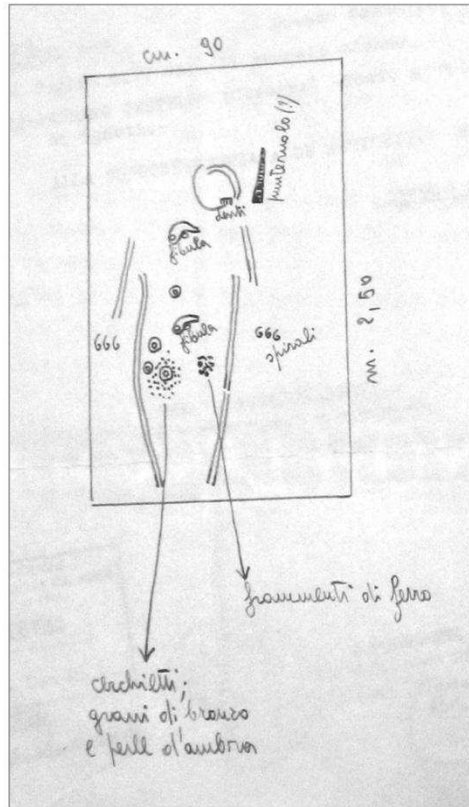 cm. 90
punteruolo (?)
denti
fibula
fibula
666
666
spirali
m. 2,50
frammenti di ferro
cerchietti;
grani di bronzo
e perle d'ambra